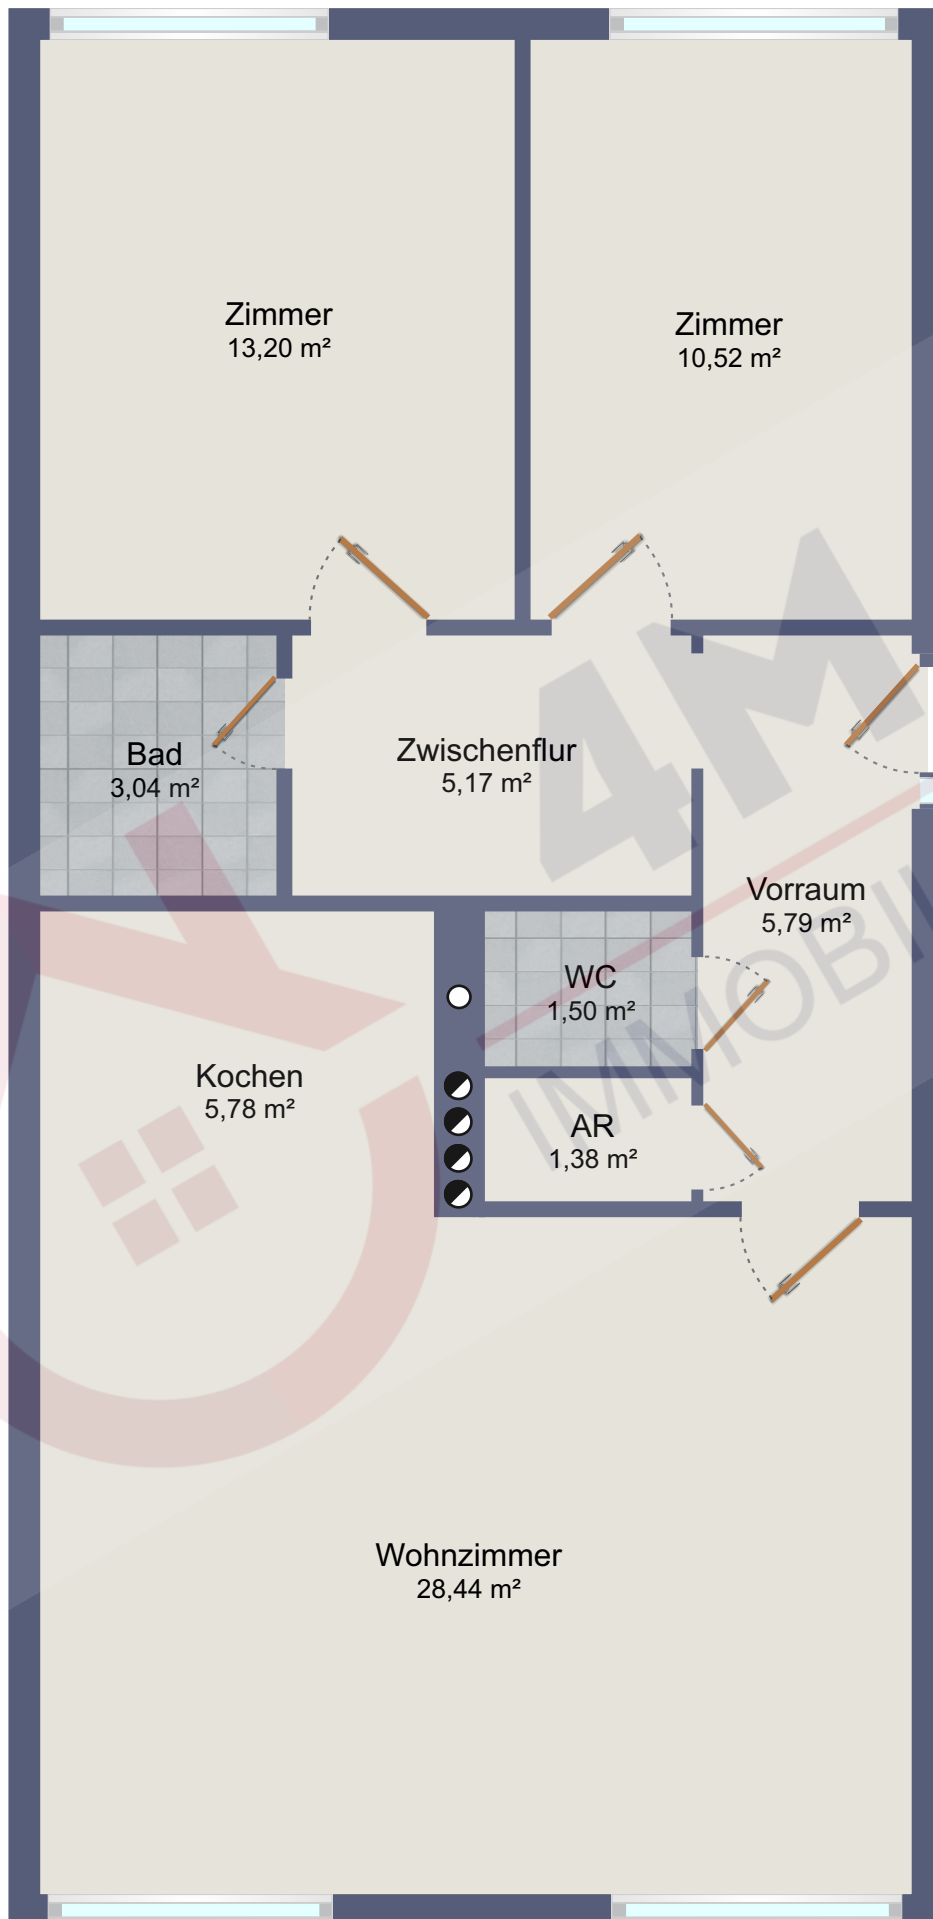 Zimmer
13,20 m²
Zimmer
10,52 m²
Bad
3,04 m²
Zwischenflur
5,17 m²
4M
Vorraum
5,79 m²
WC
1,50 m²
IMMOBI
Kochen
5,78 m²
AR
1,38 m²
Wohnzimmer
28,44 m²